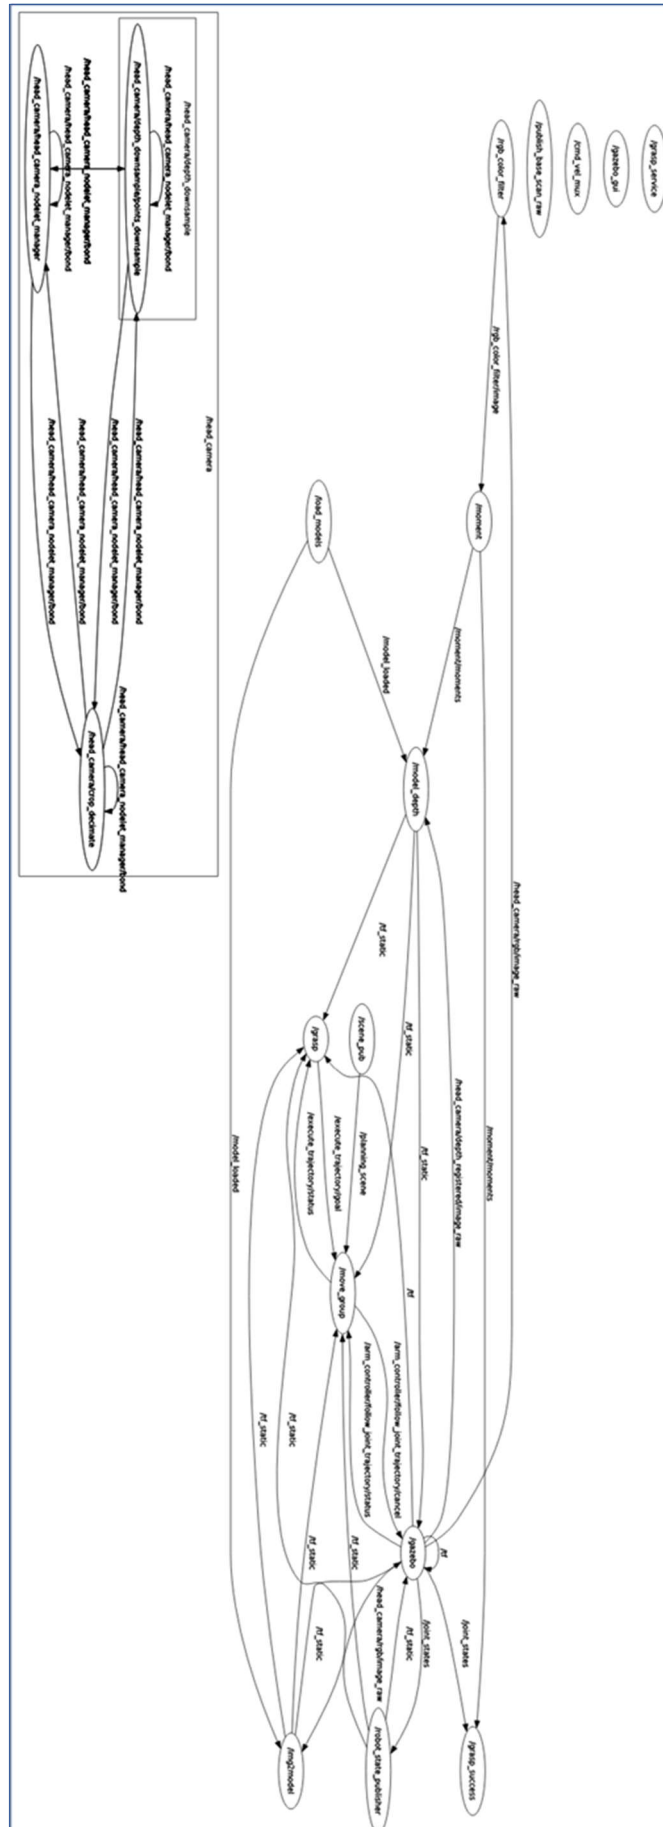 /grasp_service
/gazebo_gui
/cmd_vel_mux
/publish_base_scan_raw
/rgb_color_filter
/head_camera/depth_downsample
/head_camera/head_camera_nodelet_manager/bond
/head_camera/depth_downsample/points_downsample
/head_camera/head_camera_nodelet_manager/bond
/head_camera/head_camera_nodelet_manager/bond
/head_camera/head_camera_nodelet_manager
/rgb_color_filter/image
/head_camera
/head_camera/head_camera_nodelet_manager/bond
/head_camera/head_camera_nodelet_manager/bond
/head_camera/head_camera_nodelet_manager/bond
/head_camera/head_camera_nodelet_manager/bond
/moment
/load_models
/moment/moments
/model_loaded
/head_camera/head_camera_nodelet_manager/bond
/head_camera/crop_decimate
/model_depth
/head_camera/rgb/image_raw
/tf_static
/scene_pub
/grasp
/tf_static
/tf_static
/head_camera/depth_registered/image_raw
/moment/moments
/model_loaded
/planning_scene
/execute_trajectory/goal
/execute_trajectory/status
/tf
/move_group
/arm_controller/follow_joint_trajectory/cancel
/arm_controller/follow_joint_trajectory/status
/tf_static
/tf_static
/gazebo
/tf
/tf_static
/tf_static
/tf_static
/head_camera/rgb/image_raw
/tf_static
/joint_states
/joint_states
/img2model
/robot_state_publisher
/grasp_success